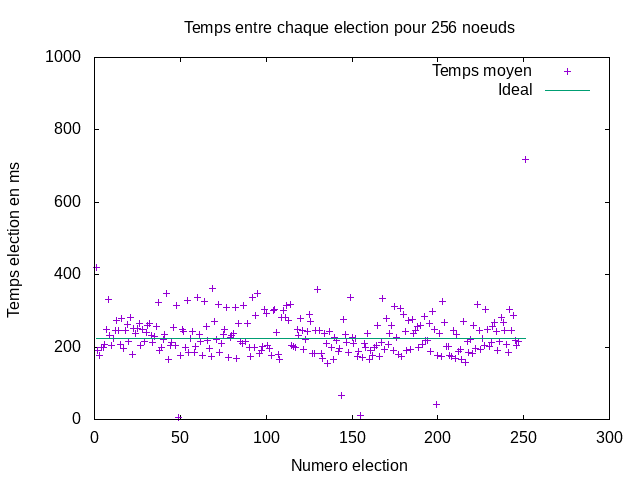 Temps entre chaque election pour 256 noeuds
Temps moyen
Ideal
Temps election en ms
1000
800
600
400
200
0
0 50 100 150 200 250 300
Numero election